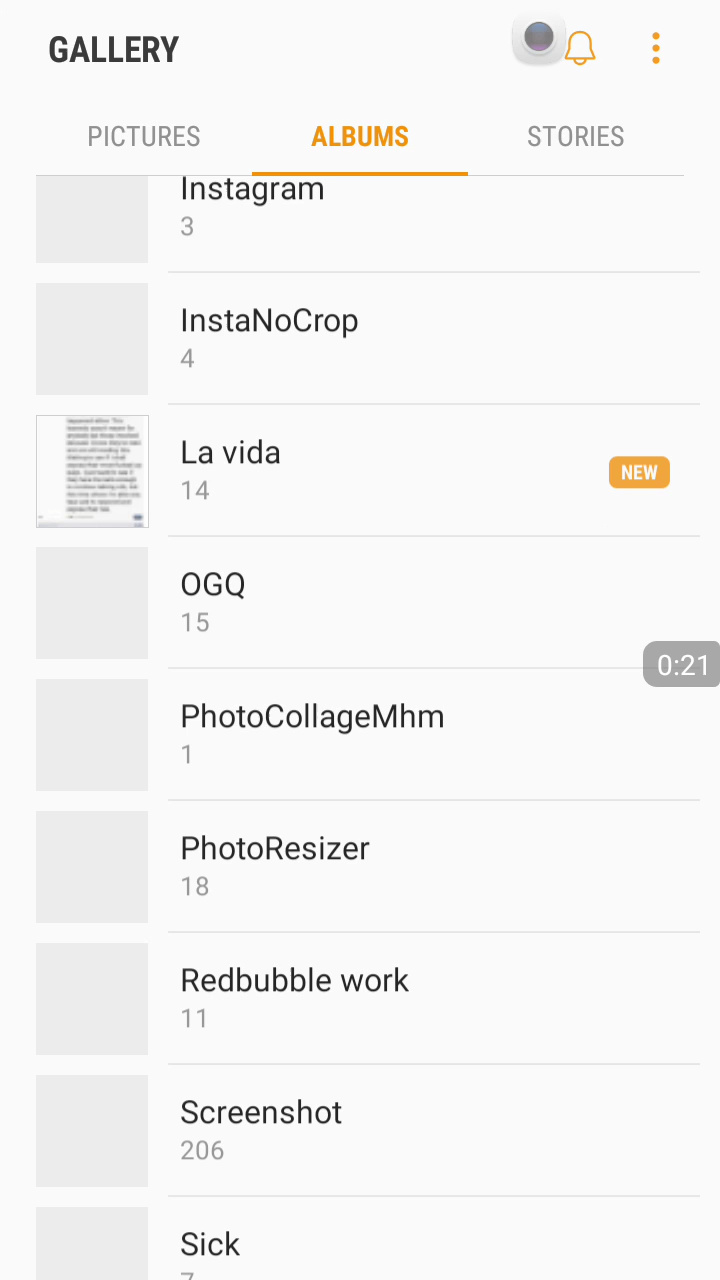 GALLERY
PICTURES
ALBUMS
STORIES
Instagram
3
InstaNoCrop
4
La vida
14
NEW
OGQ
15
0:21
PhotoCollageMhm
1
PhotoResizer
18
Redbubble work
11
Screenshot
206
Sick
7